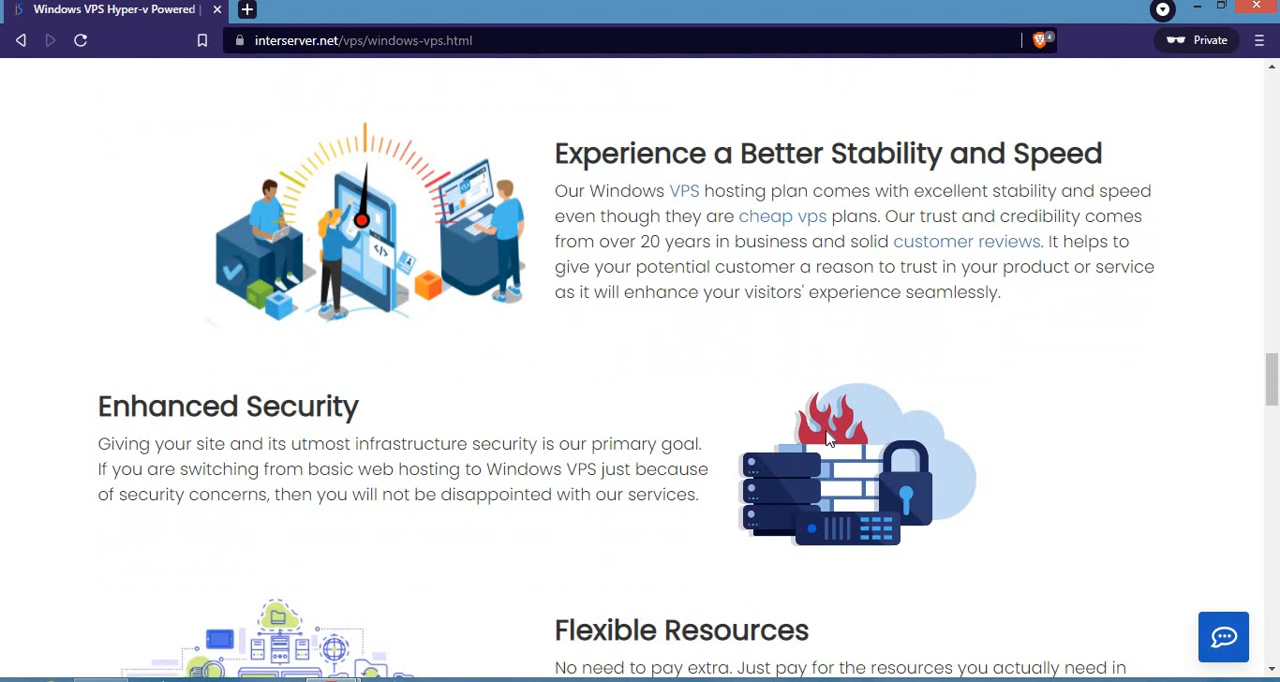 Windows VPS Hyper-v Powered |
interserver.net/vps/windows-vps.html
4
Private
Experience a Better Stability and Speed
Our Windows VPS hosting plan comes with excellent stability and speed
even though they are cheap vps plans. Our trust and credibility comes
from over 20 years in business and solid customer reviews. It helps to
give your potential customer a reason to trust in your product or service
as it will enhance your visitors' experience seamlessly.
Enhanced Security
Giving your site and its utmost infrastructure security is our primary goal.
If you are switching from basic web hosting to Windows VPS just because
of security concerns, then you will not be disappointed with our services.
Flexible Resources
No need to pay extra. Just pay for the resources you actually need in